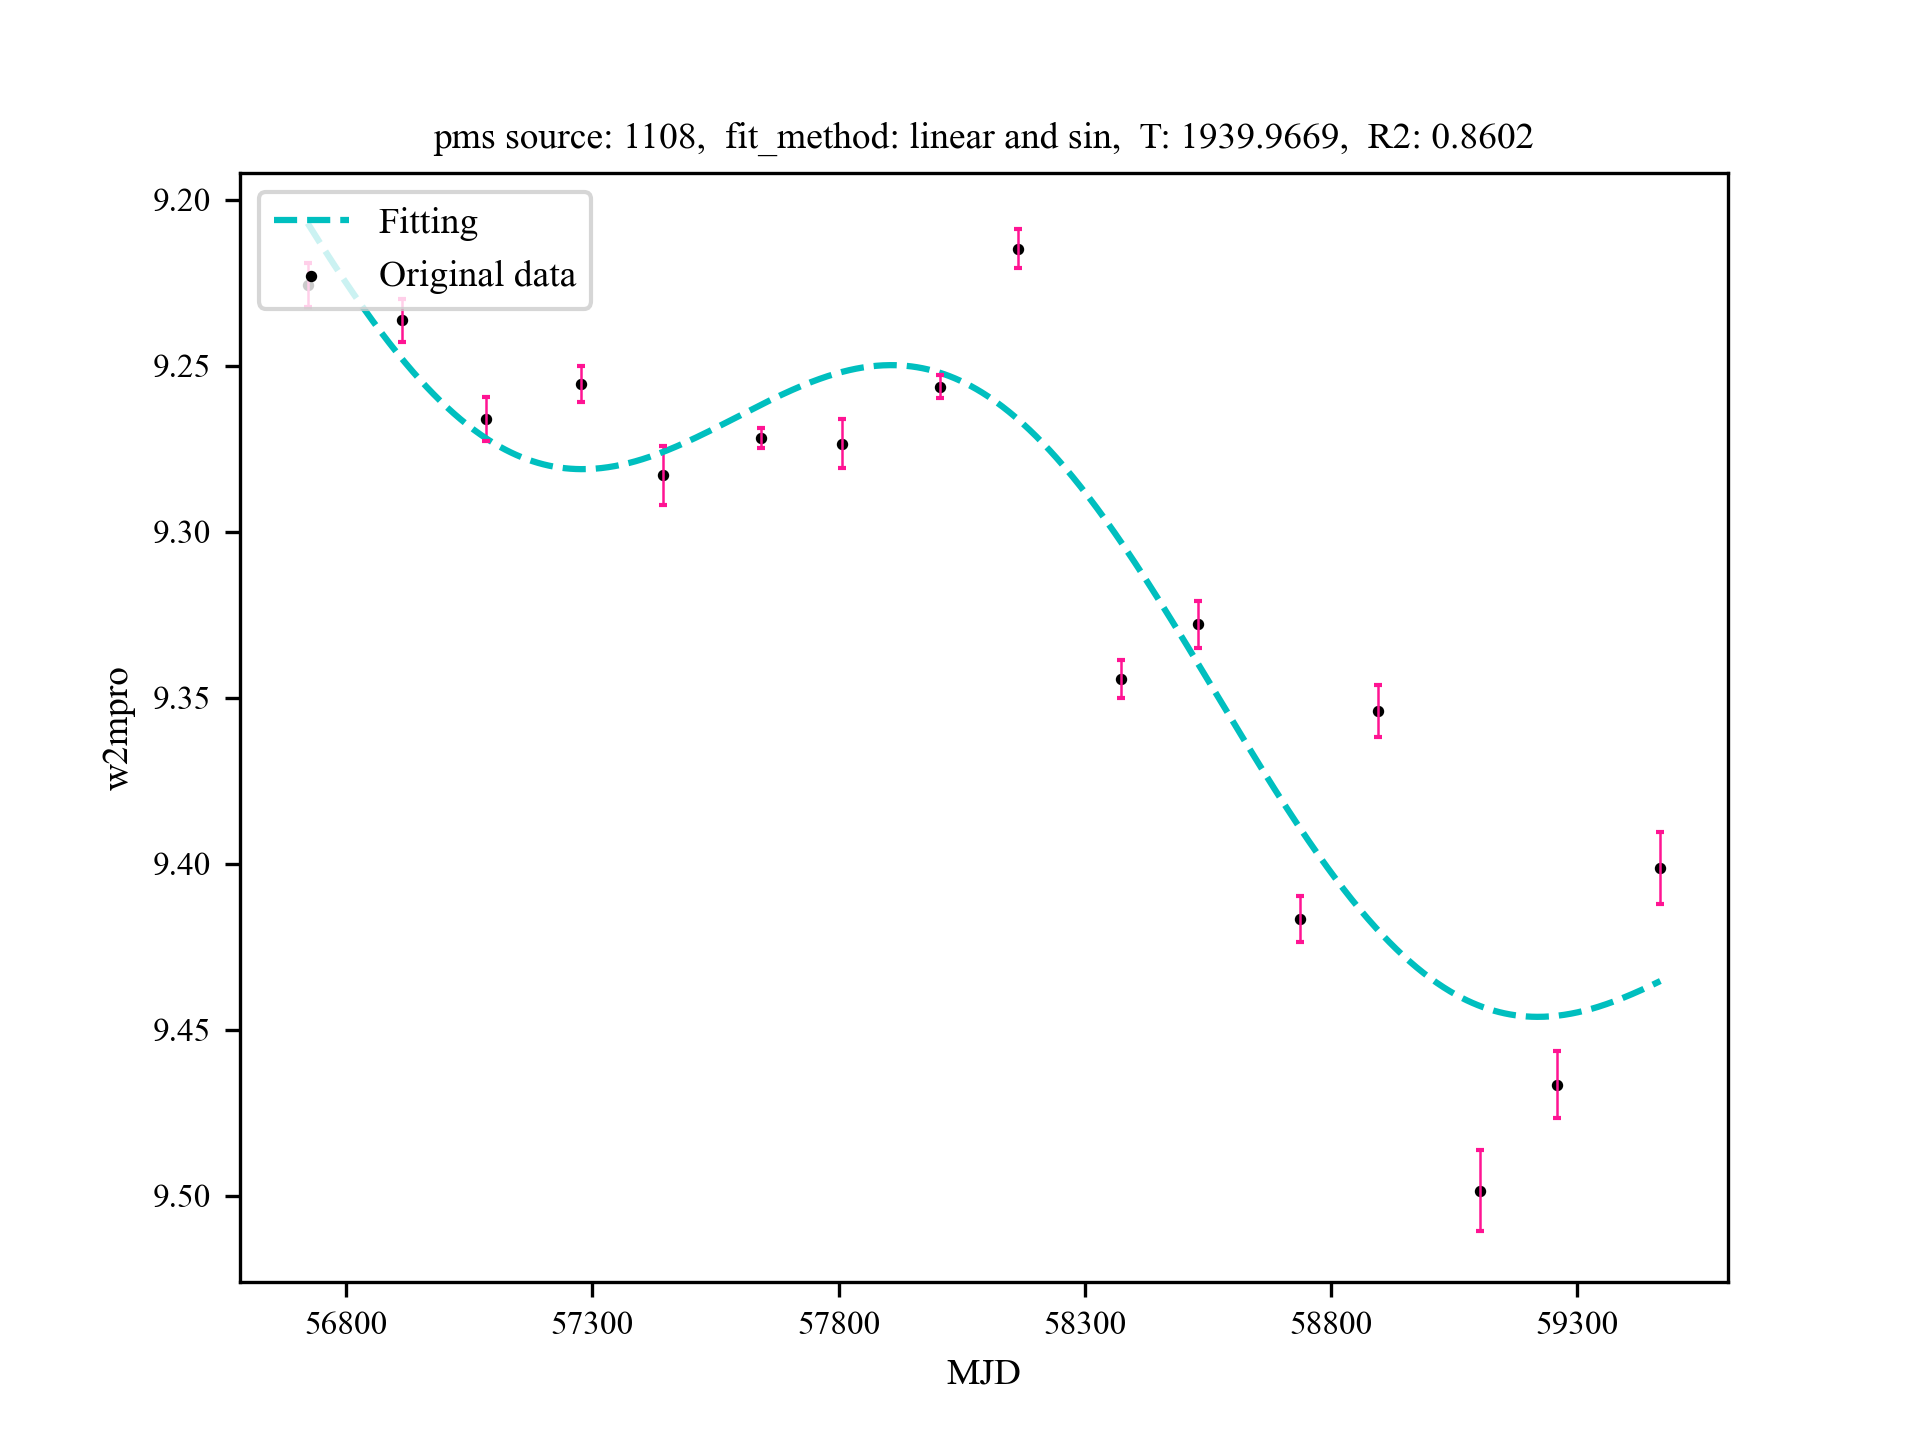 pms source: 1108, fit_method: linear and sin, T: 1939.9669, R2: 0.8602
Fitting
Original data
9.20
9.25
9.30
9.35
9.40
9.45
9.50
w2mpro
56800 57300 57800 58300 58800 59300
MJD